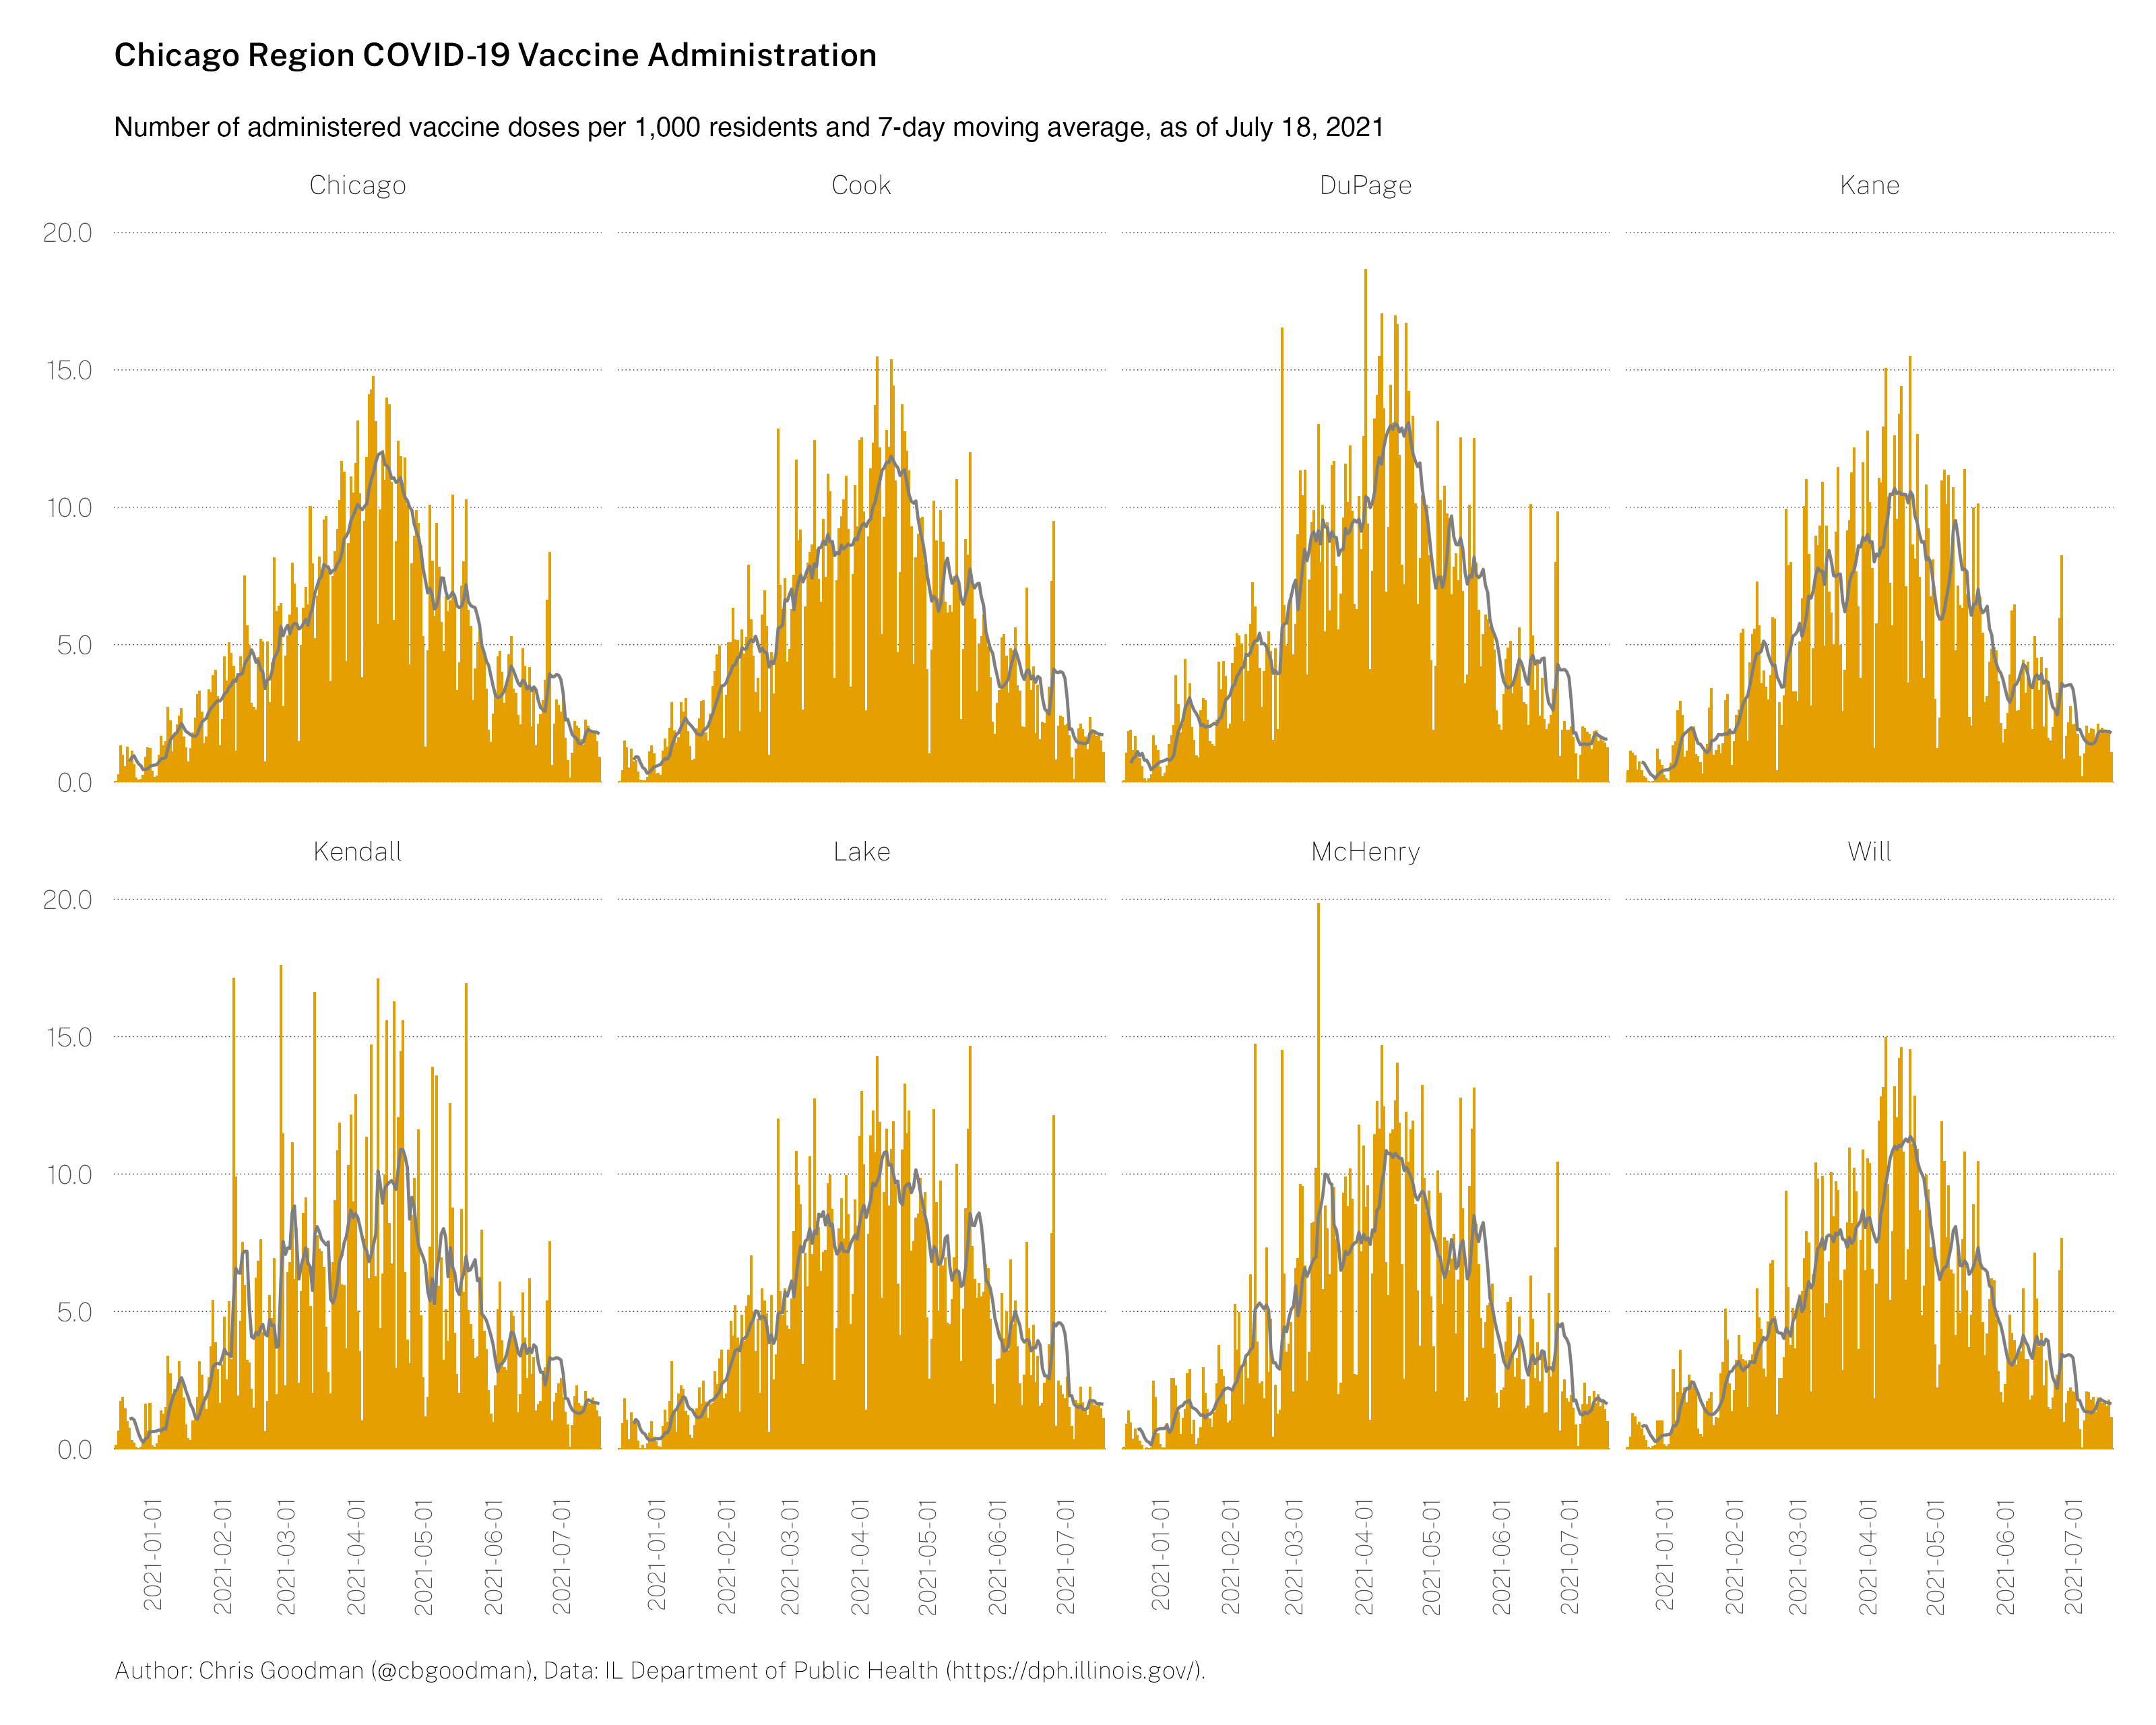 Chicago Region COVID-19 Vaccine Administration
Number of administered vaccine doses per 1,000 residents and 7-day moving average, as of July 18, 2021
Chicago Cook DuPage Kane
20.0
15.0
10.0
5.0
0.0
Kendall Lake McHenry Will
20.0
15.0
10.0
5.0
0.0
2021-01-01 2021-02-01 2021-03-01 2021-04-01 2021-05-01 2021-06-01 2021-07-01 2021-01-01 2021-02-01 2021-03-01 2021-04-01 2021-05-01 2021-06-01 2021-07-01 2021-01-01 2021-02-01 2021-03-01 2021-04-01 2021-05-01 2021-06-01 2021-07-01 2021-01-01 2021-02-01 2021-03-01 2021-04-01 2021-05-01 2021-06-01 2021-07-01
Author: Chris Goodman (@cbgoodman), Data: IL Department of Public Health (https://dph.illinois.gov/).